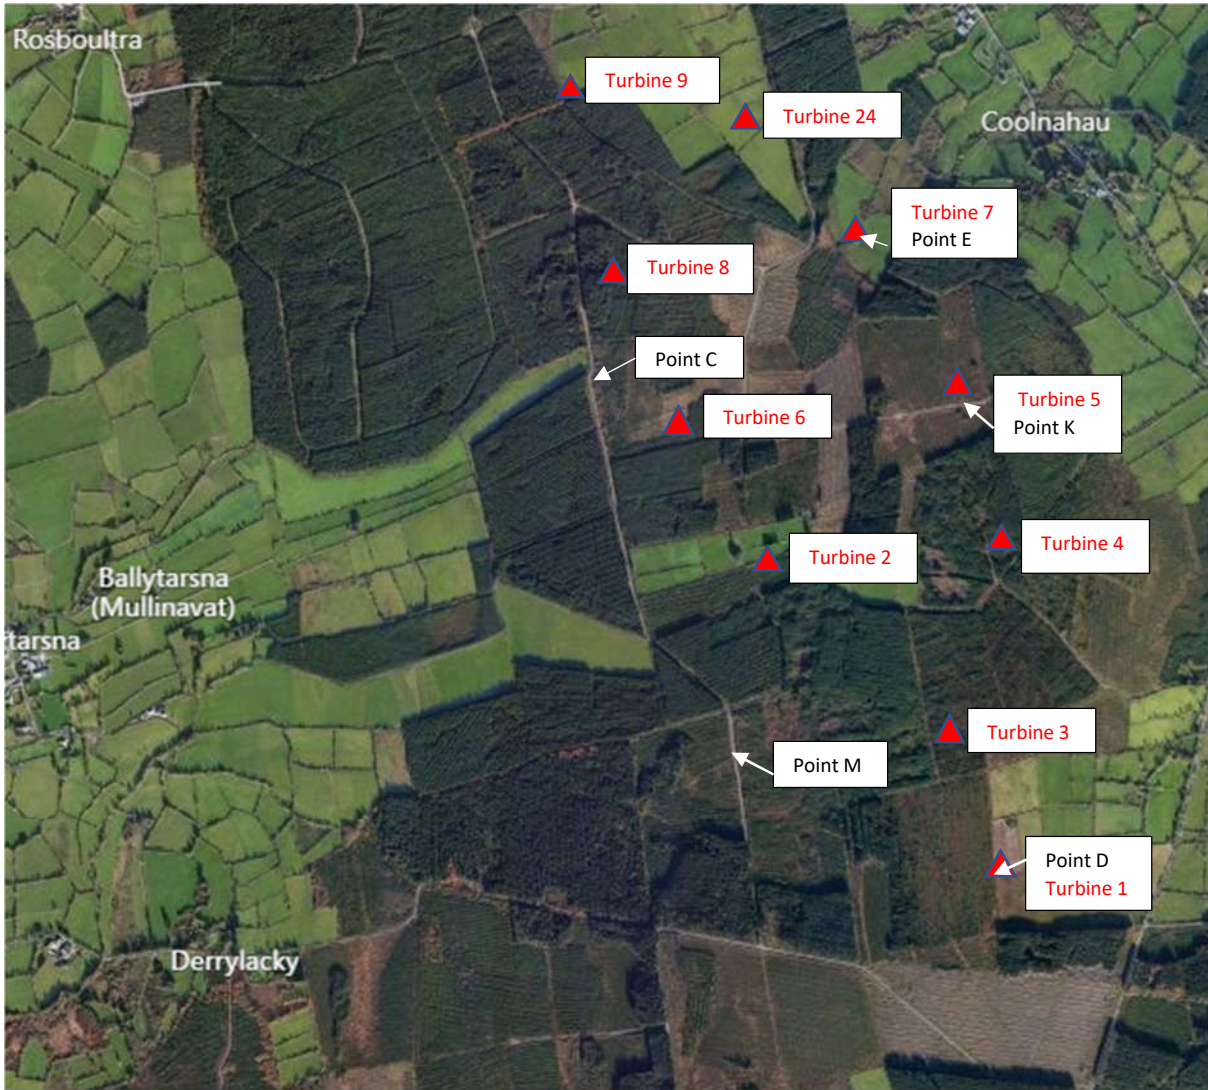 Rosboultra
Turbine 9
Turbine 24
Coolnahau
Turbine 7
Point E
Turbine 8
Point C
Turbine 5
Point K
Turbine 6
Turbine 4
Turbine 2
Ballytarsna
(Mullinavat)
tarsna
Turbine 3
Point M
Point D
Turbine 1
Derrylacky